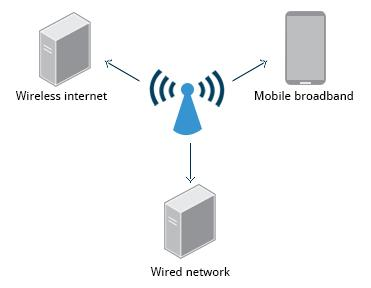 Wireless internet
Mobile broadband
Wired network